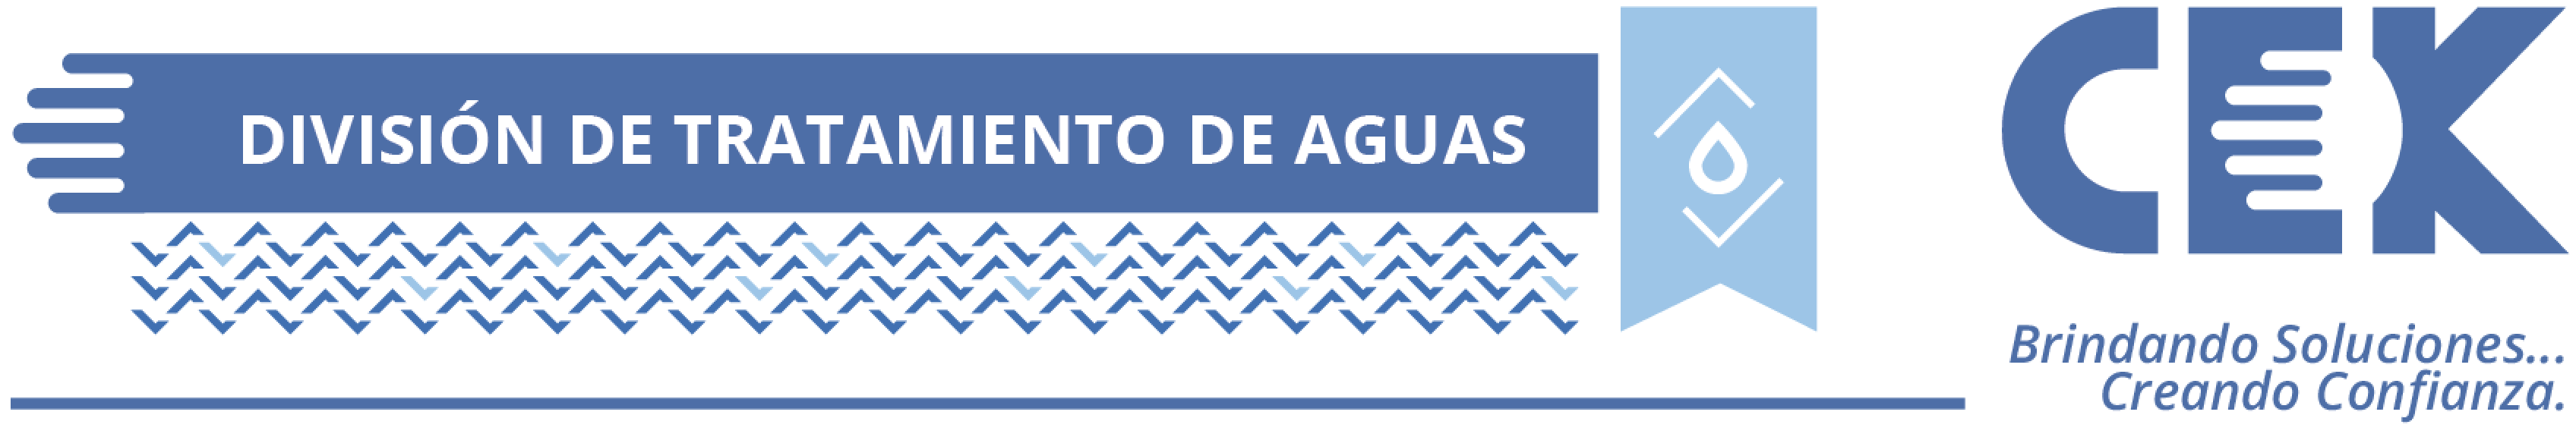 DIVISIÓN DE TRATAMIENTO DE AGUAS
CEK
Brindando Soluciones...
Creando Confianza.